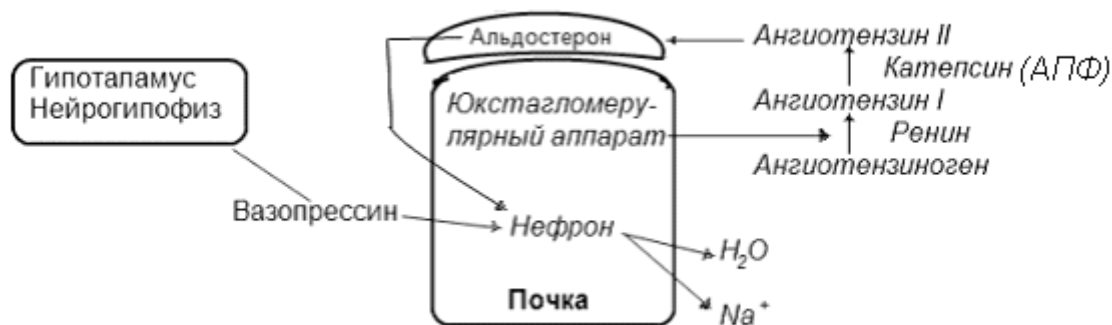 Альдостерон
Ангиотензин II
Катепсин (АПФ)
Гипоталамус
Нейрогипофиз
Юкстагломеру-
лярный аппарат
Ангиотензин I
Ренин
Ангиотензиноген
Вазопрессин
Нефрон
H₂O
Почка
Na⁺